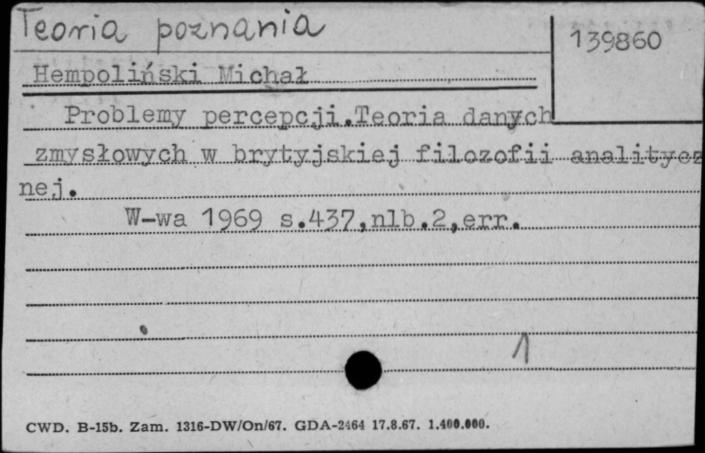 Teoria poznania
139860
Hempoliński Michał
Problemy percepcji.Teoria danych
zmysłowych w brytyjskiej filozofii analitycz
nej.
W-wa 1969 s.437,nlb.2,err.
1
CWD. B-15b. Zam. 1316-DW/On/67. GDA-2464 17.8.67. 1.400.000.